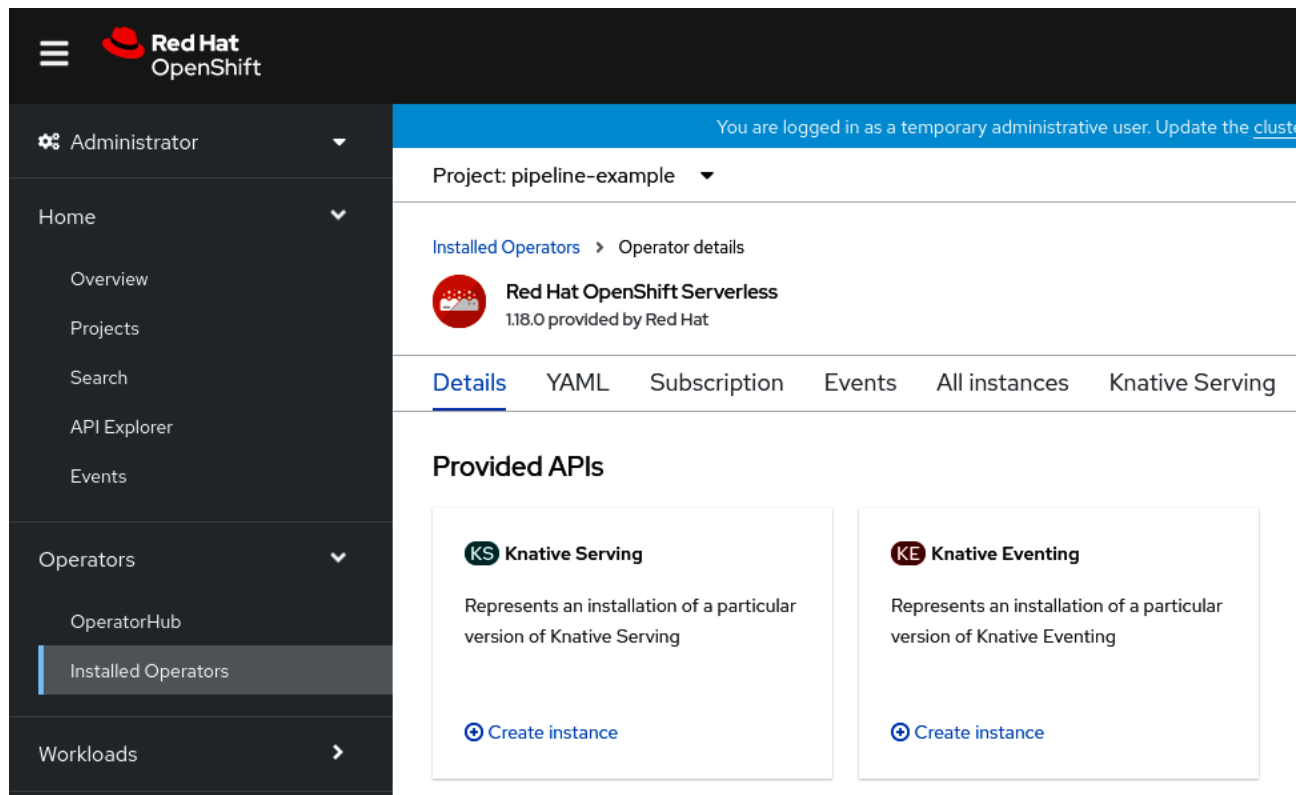 Red Hat
OpenShift
Administrator
You are logged in as a temporary administrative user. Update the
Project: pipeline-example
Home
Overview
Projects
Search
API Explorer
Events
Operators
OperatorHub
Installed Operators
Workloads
Installed Operators > Operator details
Red Hat OpenShift Serverless
1.18.0 provided by Red Hat
Details YAML Subscription Events All instances Knative Serving
Provided APIs
KS Knative Serving
Represents an installation of a particular
version of Knative Serving
Create instance
KE Knative Eventing
Represents an installation of a particular
version of Knative Eventing
Create instance